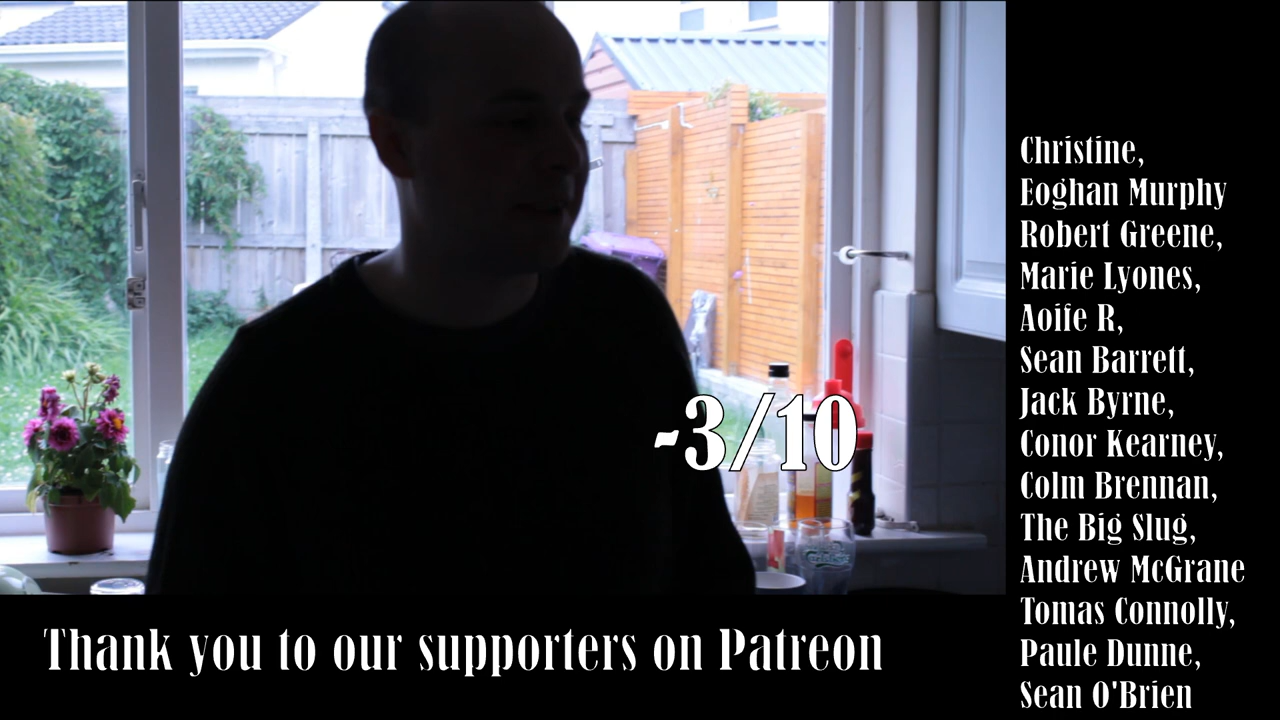 -3/10
Thank you to our supporters on Patreon
Christine,
Eoghan Murphy
Robert Greene,
Marie Lyones,
Aoife R,
Sean Barrett,
Jack Byrne,
Conor Kearney,
Colm Brennan,
The Big Slug,
Andrew McGrane
Tomas Connolly,
Paule Dunne,
Sean O'Brien